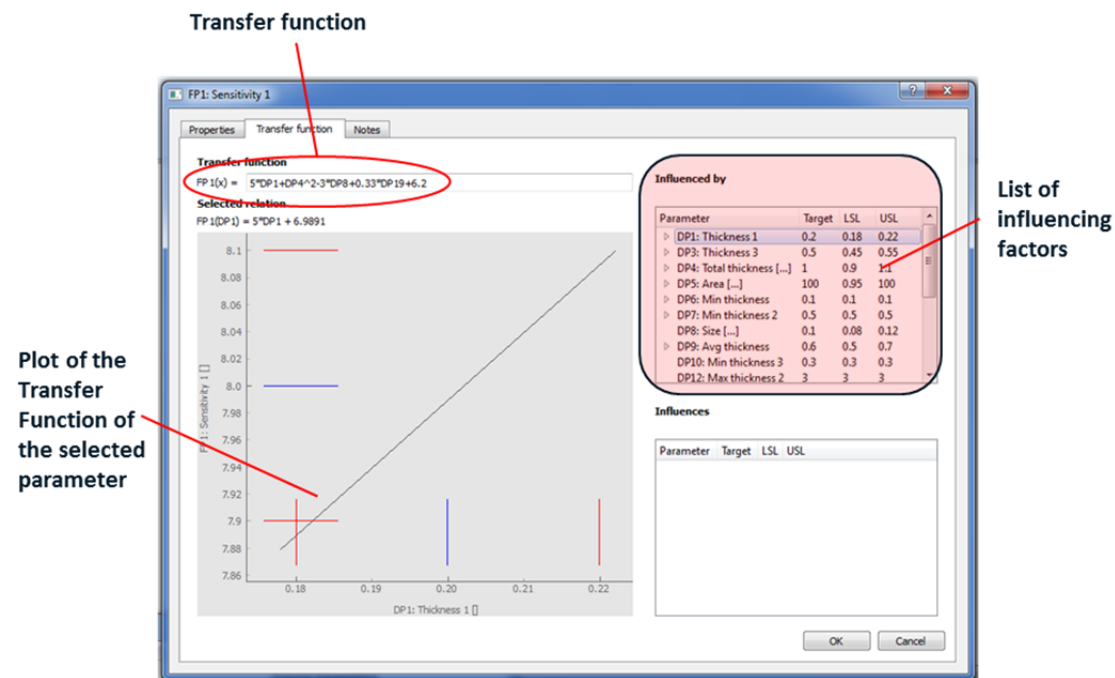 Transfer function
FP1: Sensitivity 1
Properties
Transfer function
Notes
Transfer function
FP1(x) = 5*DP1+DP4^2-3*DP8+0.33*DP19+6.2
Selected relation
FP1(DP1) = 5*DP1 + 6.9891
8.1
8.08
8.06
8.04
8.02
8.0
7.98
7.96
7.94
7.92
7.9
7.88
7.86
FP1: Sensitivity 1 []
0.18 0.19 0.20 0.21 0.22
DP1: Thickness 1 []
Influenced by
Parameter Target LSL USL
DP1: Thickness 1 0.2 0.18 0.22
DP3: Thickness 3 0.5 0.45 0.55
DP4: Total thickness [...] 1 0.9 1.1
DP5: Area [...] 100 0.95 100
DP6: Min thickness 0.1 0.1 0.1
DP7: Min thickness 2 0.5 0.5 0.5
DP8: Size [...] 0.1 0.08 0.12
DP9: Avg thickness 0.6 0.5 0.7
DP10: Min thickness 3 0.3 0.3 0.3
DP12: Max thickness 2 3 3 3
Influences
Parameter Target LSL USL
OK
Cancel
List of
influencing
factors
Plot of the
Transfer
Function of
the selected
parameter